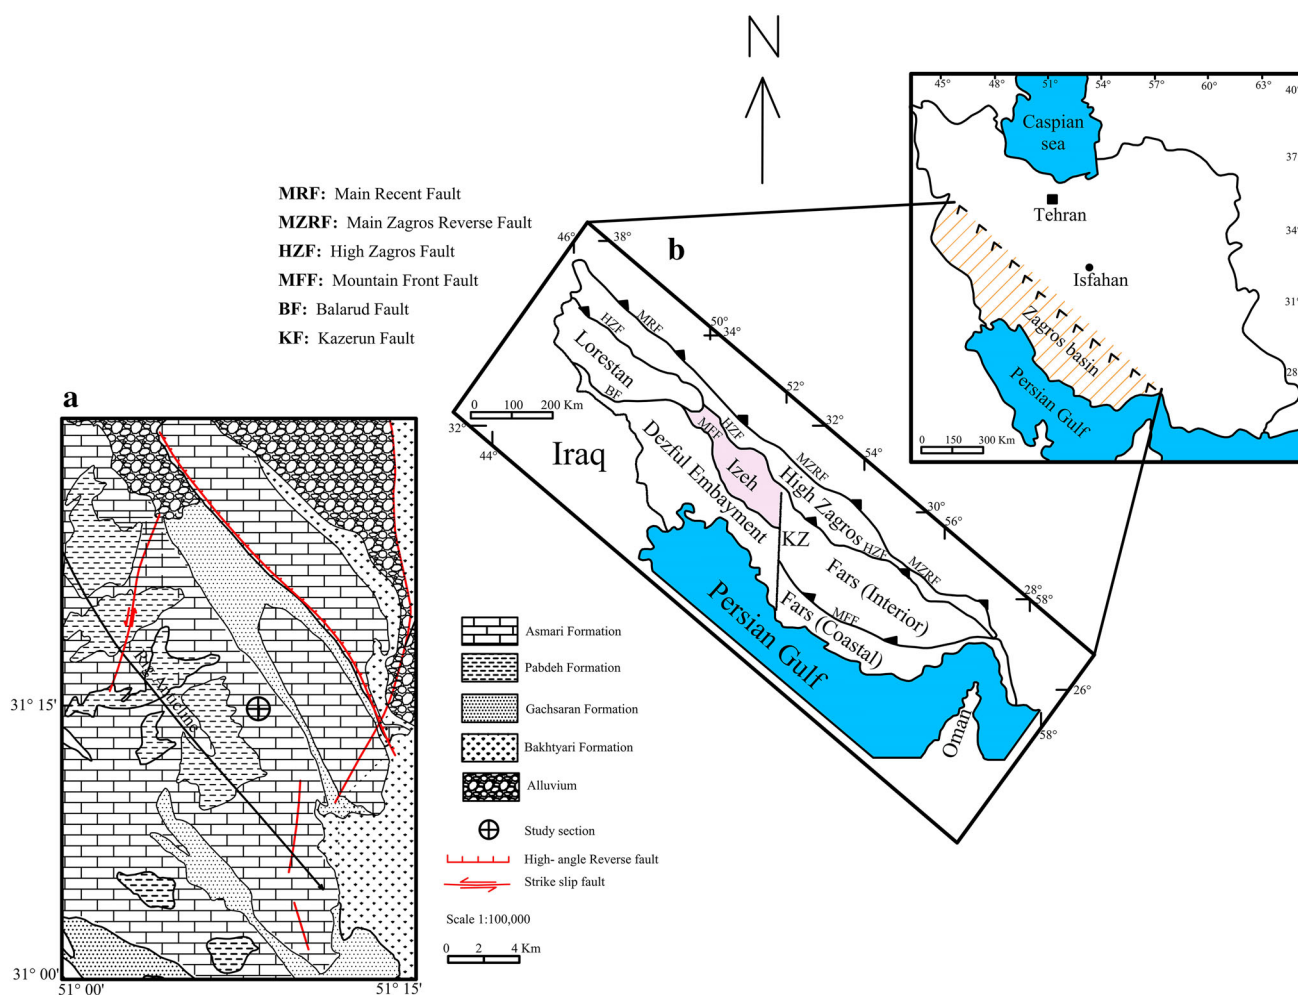 N
MRF: Main Recent Fault
MZRF: Main Zagros Reverse Fault
HZF: High Zagros Fault
MFF: Mountain Front Fault
BF: Balarud Fault
KF: Kazerun Fault
45°
48°
51°
54°
57°
60°
63°
40°
37°
34°
31°
28°
Caspian
sea
Tehran
Isfahan
Zagros basin
Persian Gulf
0 150 300 Km
b
46°
38°
50°
34°
52°
32°
54°
30°
56°
28°
58°
26°
58°
32°
44°
HZF
MRF
Lorestan
BF
0 100 200 Km
MFF
HZF
Izeh
MZRF
High Zagros
Iraq
Dezful Embayment
KZ
HZF
MZRF
Fars (Interior)
MFF
Fars (Coastal)
Persian Gulf
Oman
a
31° 15'
31° 00'
51° 00'
51° 15'
Asmari Formation
Pabdeh Formation
Gachsaran Formation
Bakhtyari Formation
Alluvium
Study section
High- angle Reverse fault
Strike slip fault
Scale 1:100,000
0 2 4 Km